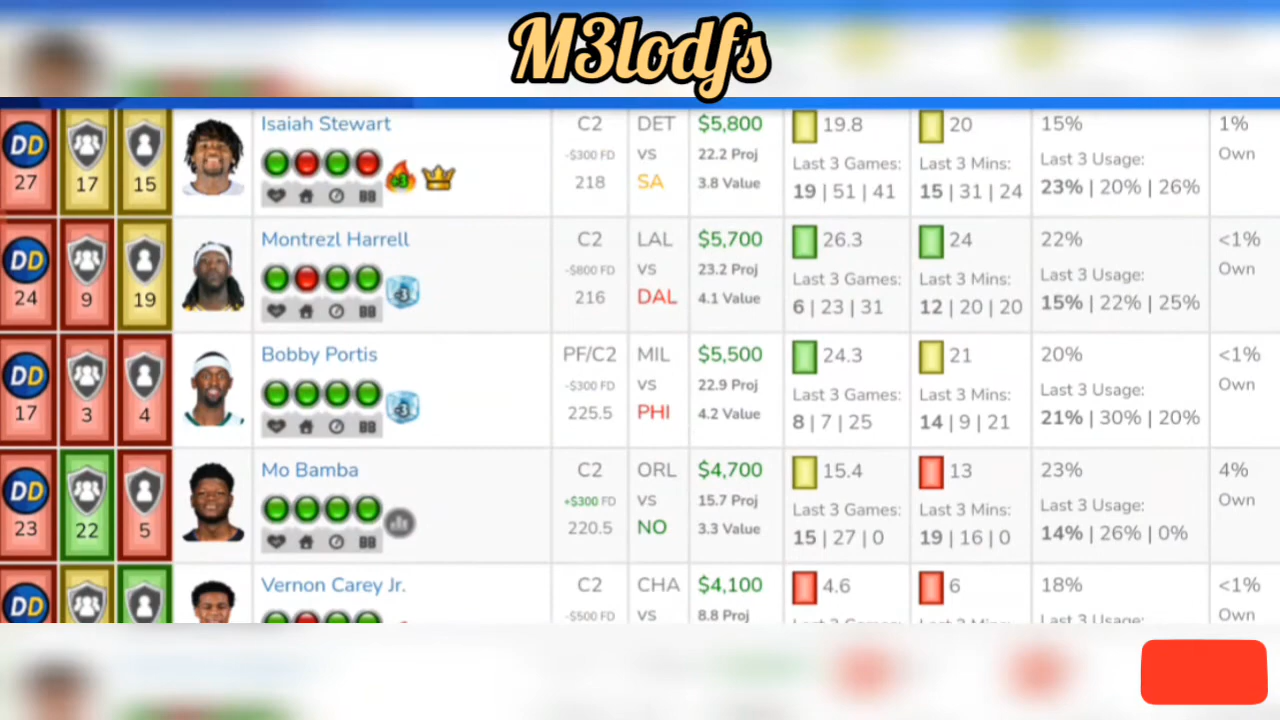 M3lodfs
DD 27
17
15
Isaiah Stewart
+3
BB
C2
-$300 FD
218
DET
VS
SA
$5,800
22.2 Proj
3.8 Value
19.8
Last 3 Games:
19 | 51 | 41
20
Last 3 Mins:
15 | 31 | 24
15%
Last 3 Usage:
23% | 20% | 26%
1%
Own
DD 24
9
19
Montrezl Harrell
-3
BB
C2
-$800 FD
216
LAL
VS
DAL
$5,700
23.2 Proj
4.1 Value
26.3
Last 3 Games:
6 | 23 | 31
24
Last 3 Mins:
12 | 20 | 20
22%
Last 3 Usage:
15% | 22% | 25%
<1%
Own
DD 17
3
4
Bobby Portis
-3
BB
PF/C2
-$300 FD
225.5
MIL
VS
PHI
$5,500
22.9 Proj
4.2 Value
24.3
Last 3 Games:
8 | 7 | 25
21
Last 3 Mins:
14 | 9 | 21
20%
Last 3 Usage:
21% | 30% | 20%
<1%
Own
DD 23
22
5
Mo Bamba
BB
C2
+$300 FD
220.5
ORL
VS
NO
$4,700
15.7 Proj
3.3 Value
15.4
Last 3 Games:
15 | 27 | 0
13
Last 3 Mins:
19 | 16 | 0
23%
Last 3 Usage:
14% | 26% | 0%
4%
Own
DD
Vernon Carey Jr.
C2
-$500 FD
CHA
VS
$4,100
8.8 Proj
4.6
6
18%
Last 3 Usage:
<1%
Own